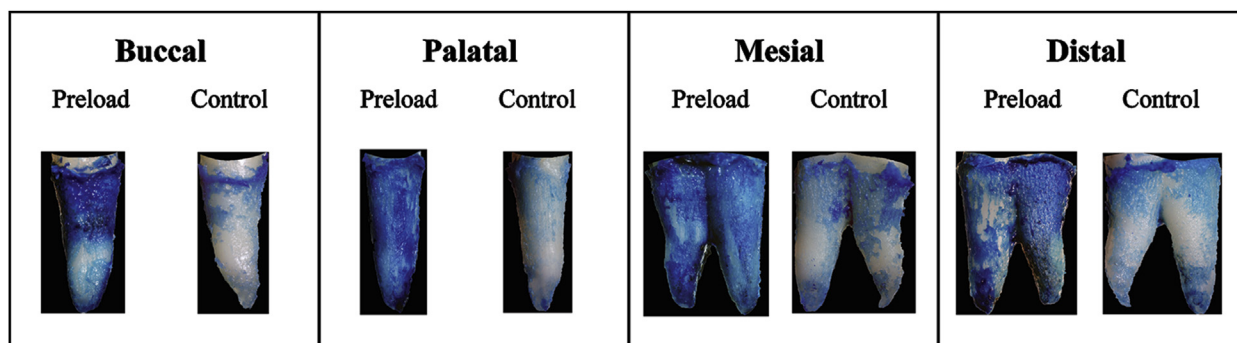 Buccal
Preload Control
Palatal
Preload Control
Mesial
Preload Control
Distal
Preload Control